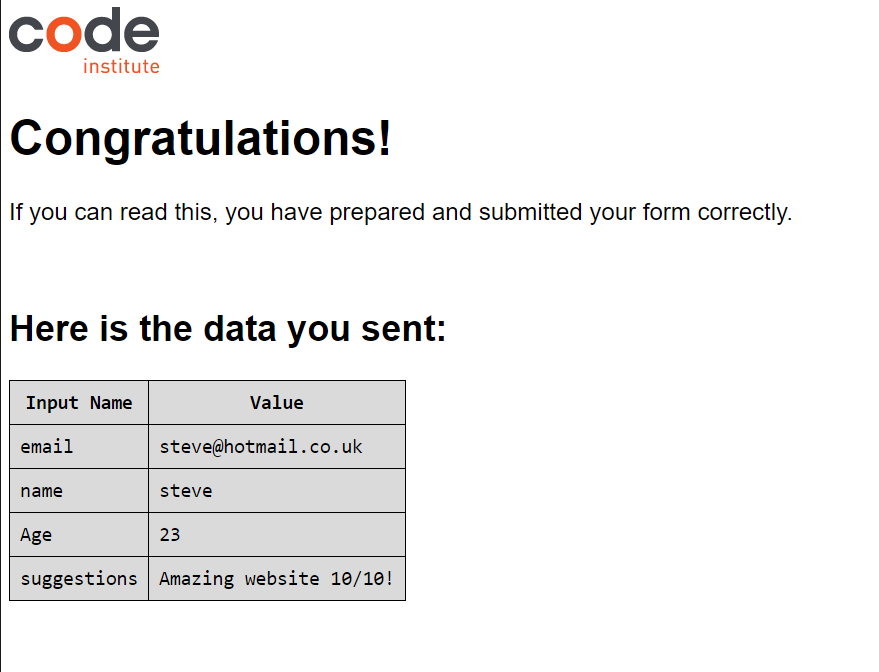 code
institute
Congratulations!
If you can read this, you have prepared and submitted your form correctly.
Here is the data you sent:
Input Name Value
email steve@hotmail.co.uk
name steve
Age 23
suggestions Amazing website 10/10!